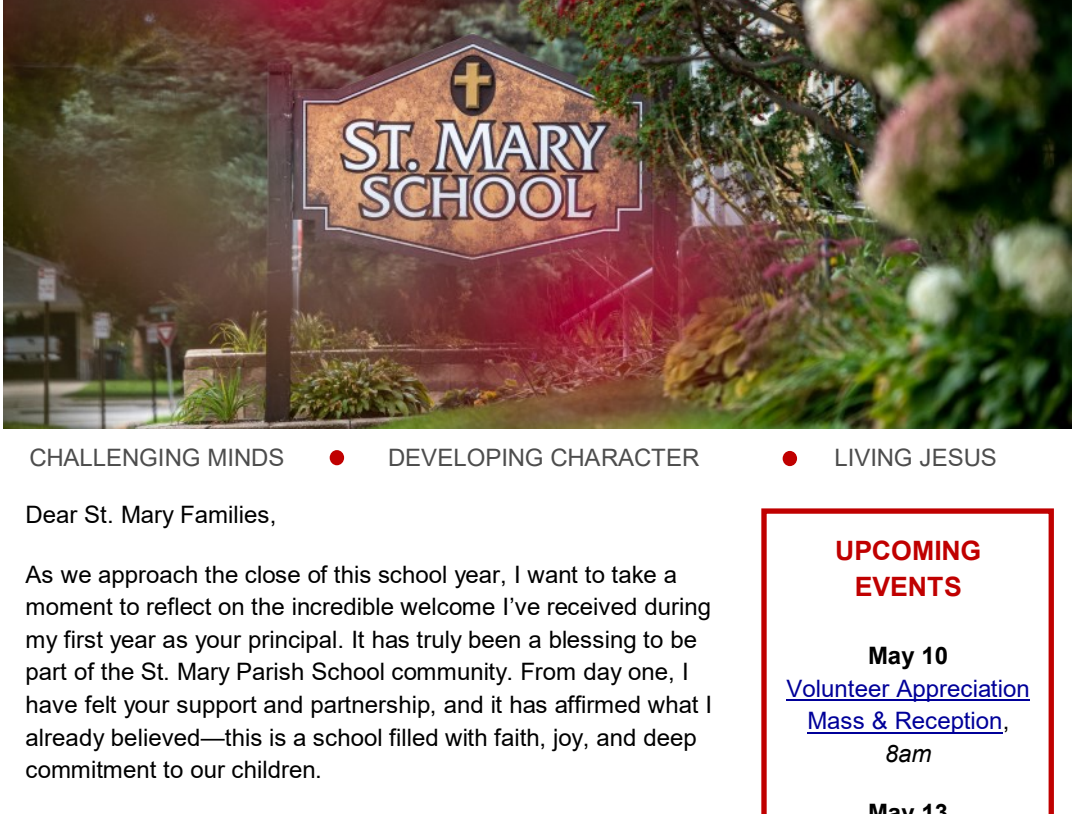 ST. MARY
SCHOOL
CHALLENGING MINDS ● DEVELOPING CHARACTER ● LIVING JESUS
Dear St. Mary Families,
As we approach the close of this school year, I want to take a
moment to reflect on the incredible welcome I’ve received during
my first year as your principal. It has truly been a blessing to be
part of the St. Mary Parish School community. From day one, I
have felt your support and partnership, and it has affirmed what I
already believed—this is a school filled with faith, joy, and deep
commitment to our children.
UPCOMING
EVENTS
May 10
Volunteer Appreciation
Mass & Reception,
8am
May 13